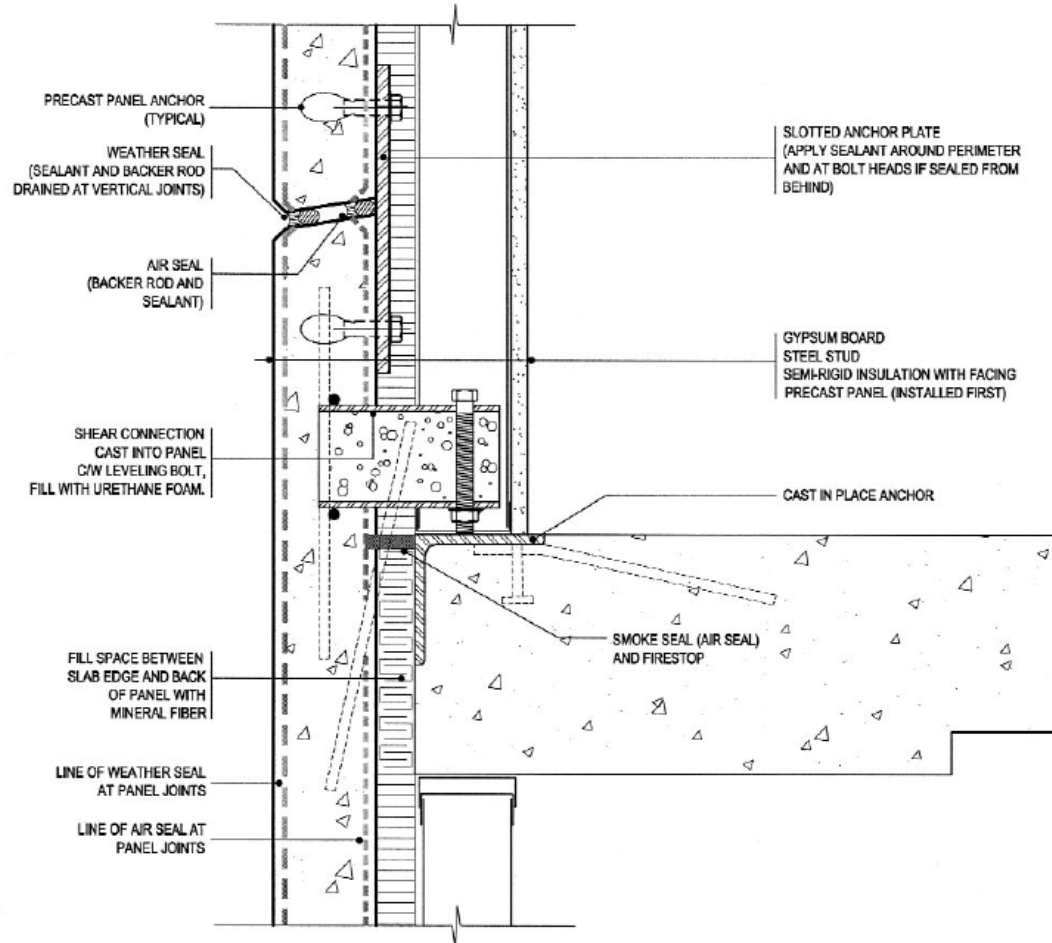 PRECAST PANEL ANCHOR
(TYPICAL)
WEATHER SEAL
(SEALANT AND BACKER ROD
DRAINED AT VERTICAL JOINTS)
AIR SEAL
(BACKER ROD AND
SEALANT)
SHEAR CONNECTION
CAST INTO PANEL
C/W LEVELING BOLT,
FILL WITH URETHANE FOAM.
FILL SPACE BETWEEN
SLAB EDGE AND BACK
OF PANEL WITH
MINERAL FIBER
LINE OF WEATHER SEAL
AT PANEL JOINTS
LINE OF AIR SEAL AT
PANEL JOINTS
SLOTTED ANCHOR PLATE
(APPLY SEALANT AROUND PERIMETER
AND AT BOLT HEADS IF SEALED FROM
BEHIND)
GYPSUM BOARD
STEEL STUD
SEMI-RIGID INSULATION WITH FACING
PRECAST PANEL (INSTALLED FIRST)
CAST IN PLACE ANCHOR
SMOKE SEAL (AIR SEAL)
AND FIRESTOP